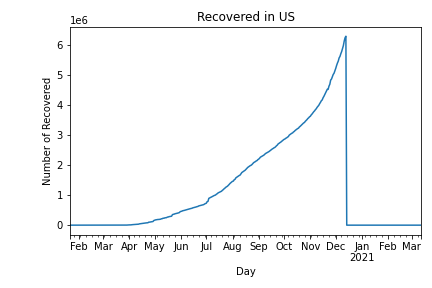 Recovered in US
1e6
6
5
4
3
2
1
0
Number of Recovered
Feb Mar Apr May Jun Jul Aug Sep Oct Nov Dec Jan Feb Mar
2021
Day